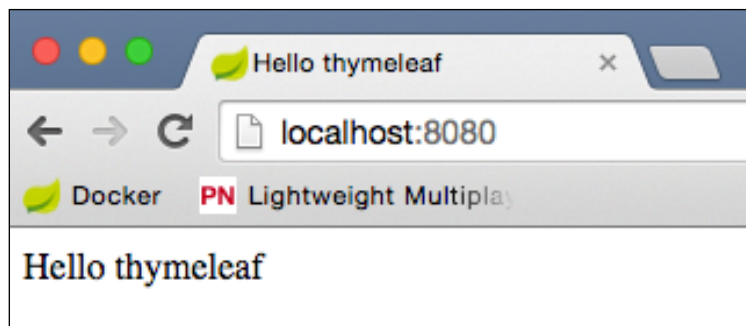 Hello thymeleaf
localhost:8080
Docker PN Lightweight Multipla
Hello thymeleaf